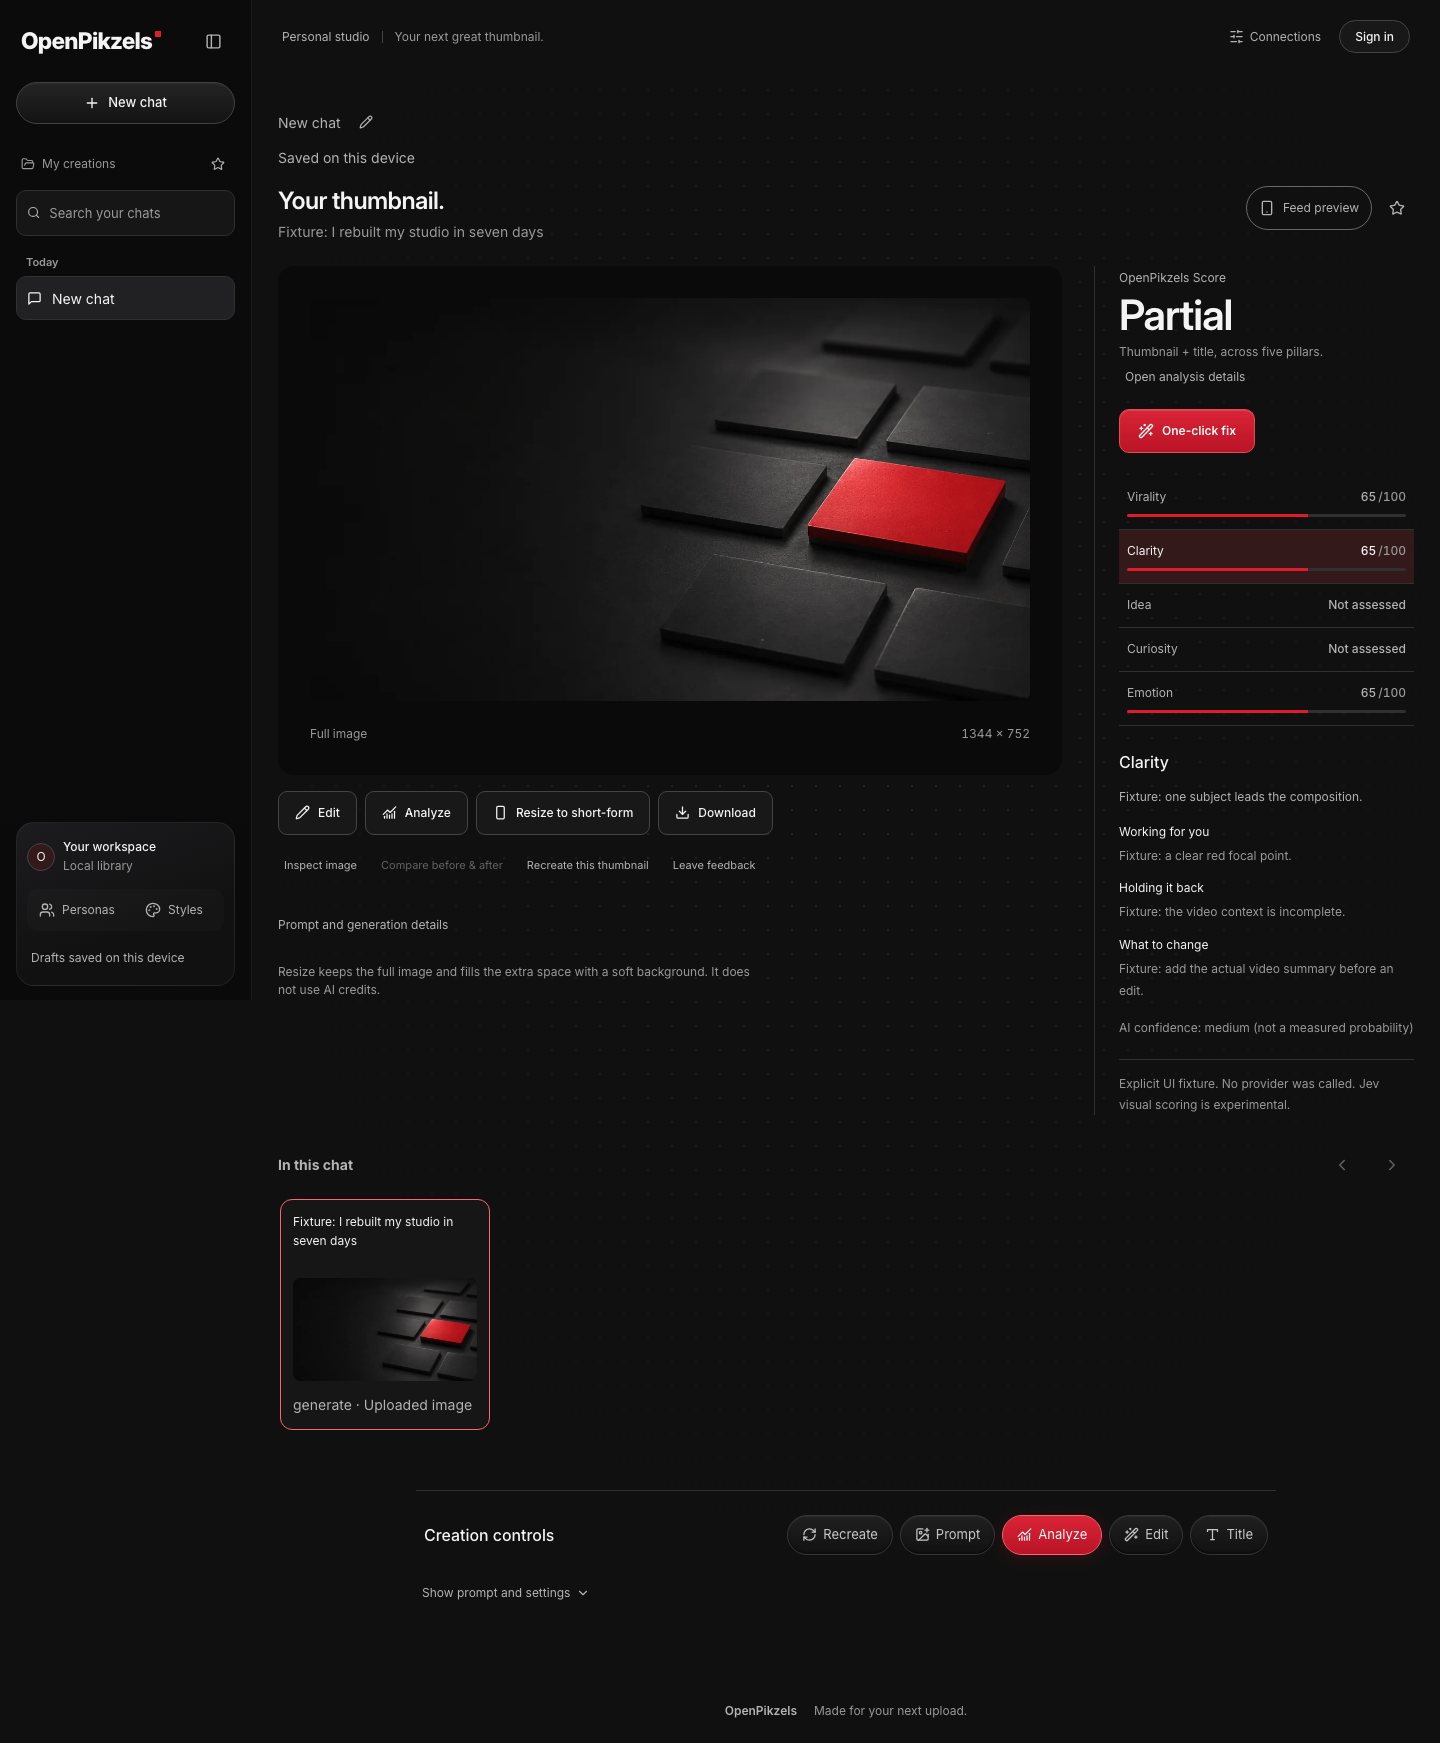 OpenPikzels
New chat
My creations
Search your chats
Today
New chat
O
Your workspace
Local library
Personas
Styles
Drafts saved on this device
Personal studio
Your next great thumbnail.
Connections
Sign in
New chat
Saved on this device
Your thumbnail.
Fixture: I rebuilt my studio in seven days
Feed preview
Full image
1344 × 752
Edit
Analyze
Resize to short-form
Download
Inspect image
Compare before & after
Recreate this thumbnail
Leave feedback
Prompt and generation details
Resize keeps the full image and fills the extra space with a soft background. It does
not use AI credits.
OpenPikzels Score
Partial
Thumbnail + title, across five pillars.
Open analysis details
One-click fix
Virality 65 /100
Clarity 65 /100
Idea Not assessed
Curiosity Not assessed
Emotion 65 /100
Clarity
Fixture: one subject leads the composition.
Working for you
Fixture: a clear red focal point.
Holding it back
Fixture: the video context is incomplete.
What to change
Fixture: add the actual video summary before an
edit.
AI confidence: medium (not a measured probability)
Explicit UI fixture. No provider was called. Jev
visual scoring is experimental.
In this chat
Fixture: I rebuilt my studio in
seven days
generate · Uploaded image
Creation controls
Recreate
Prompt
Analyze
Edit
Title
Show prompt and settings
OpenPikzels
Made for your next upload.